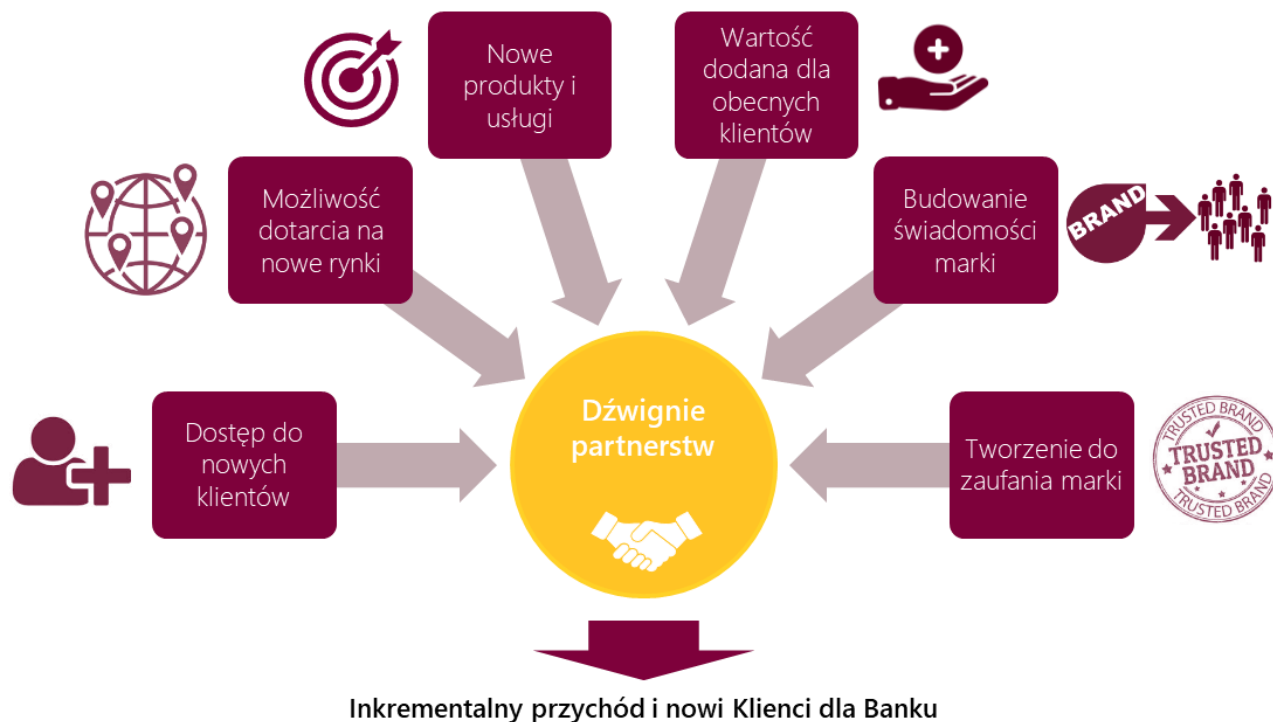 Nowe
produkty i
usługi
Wartość
dodana dla
obecnych
klientów
Możliwość
dotarcia na
nowe rynki
Budowanie
świadomości
marki
BRAND
Dostęp do
nowych
klientów
Dźwignie
partnerstw
Tworzenie do
zaufania marki
TRUSTED BRAND
TRUSTED
BRAND
TRUSTED BRAND
Inkrementalny przychód i nowi Klienci dla Banku